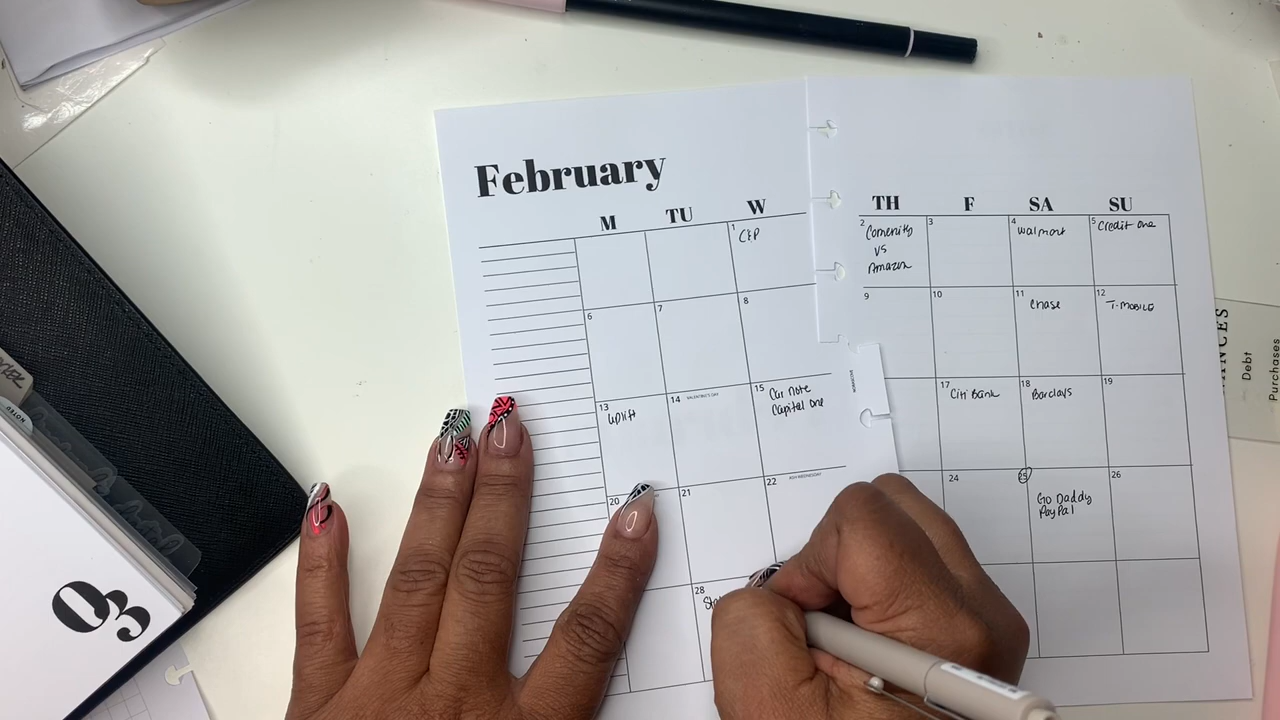 February
M TU W TH F SA SU
1 2 3 4 5
C&P
Comenity
VS
Amazon
Walmart
Credit One
6 7 8 9 10 11 12
Chase
T-MOBILE
13 14 VALENTINE'S DAY 15 17 18 19
Uplift
Car Note
Capital One
Citi Bank
Barclays
20 21 22 ASH WEDNESDAY 24 25 26
Go Daddy
PayPal
28
03
Debt
Purchases